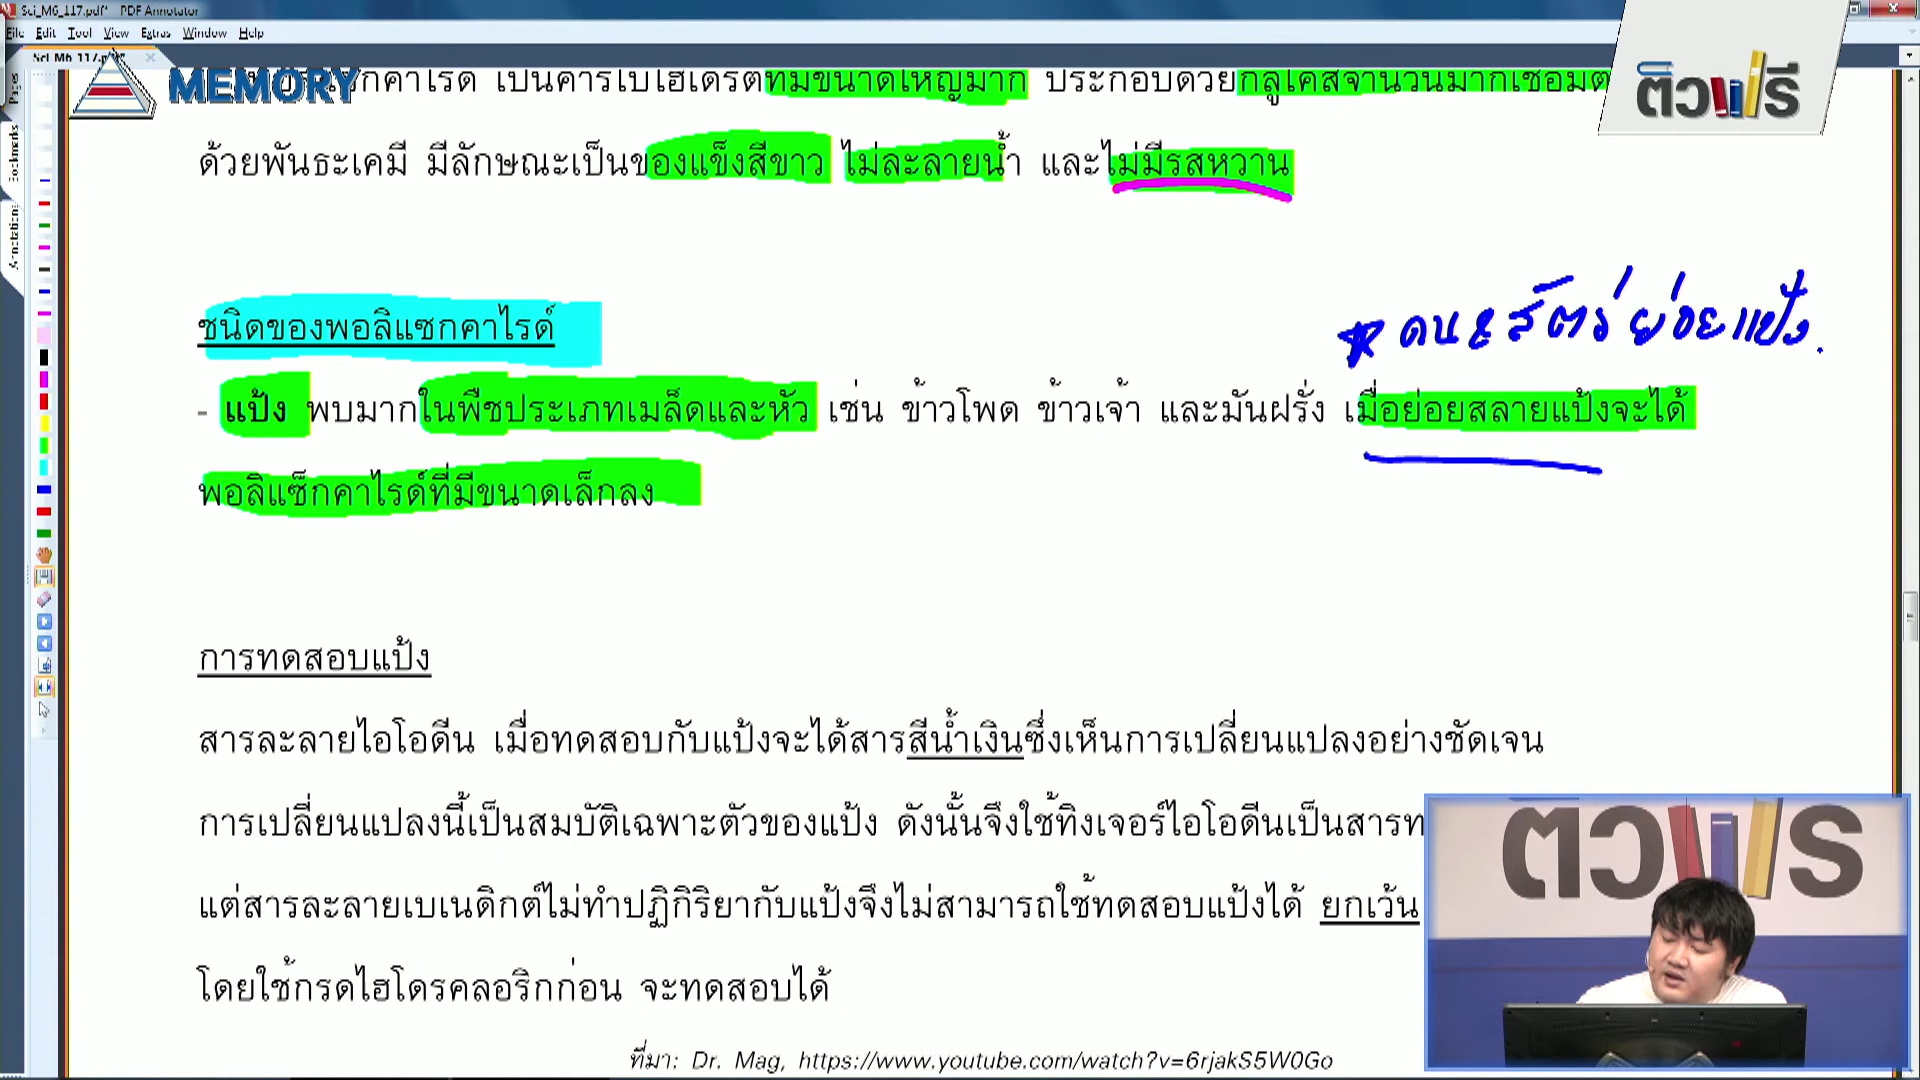 Sci_M6_117.pdf* - PDF Annotator
File Edit Tool View Extras Window Help
Sci_M6_117.pdf*
MEMORY
ติวฟรี
Pages
Bookmarks
Annotations
เป็นคาร์โบไฮเดรตที่มีขนาดใหญ่มาก ประกอบด้วยกลูโคสจำนวนมากเชื่อมต่อ
ด้วยพันธะเคมี มีลักษณะเป็นของแข็งสีขาว ไม่ละลายน้ำ และไม่มีรสหวาน
ชนิดของพอลิแซกคาไรด์
คน & สัตว์ ย่อยแป้ง
- แป้ง พบมากในพืชประเภทเมล็ดและหัว เช่น ข้าวโพด ข้าวเจ้า และมันฝรั่ง เมื่อย่อยสลายแป้งจะได้
พอลิแซ็กคาไรด์ที่มีขนาดเล็กลง
การทดสอบแป้ง
สารละลายไอโอดีน เมื่อทดสอบกับแป้งจะได้สารสีน้ำเงินซึ่งเห็นการเปลี่ยนแปลงอย่างชัดเจน
การเปลี่ยนแปลงนี้เป็นสมบัติเฉพาะตัวของแป้ง ดังนั้นจึงใช้ทิงเจอร์ไอโอดีนเป็นสารท
แต่สารละลายเบเนดิกต์ไม่ทำปฏิกิริยากับแป้งจึงไม่สามารถใช้ทดสอบแป้งได้ ยกเว้น
โดยใช้กรดไฮโดรคลอริกก่อน จะทดสอบได้
ที่มา: Dr. Mag, https://www.youtube.com/watch?v=6rjakS5W0Go